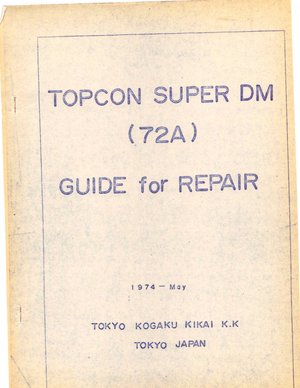 TOPCON SUPER DM
(72A)
GUIDE for REPAIR
1974 - May
TOKYO KOGAKU KIKAI K.K
TOKYO JAPAN